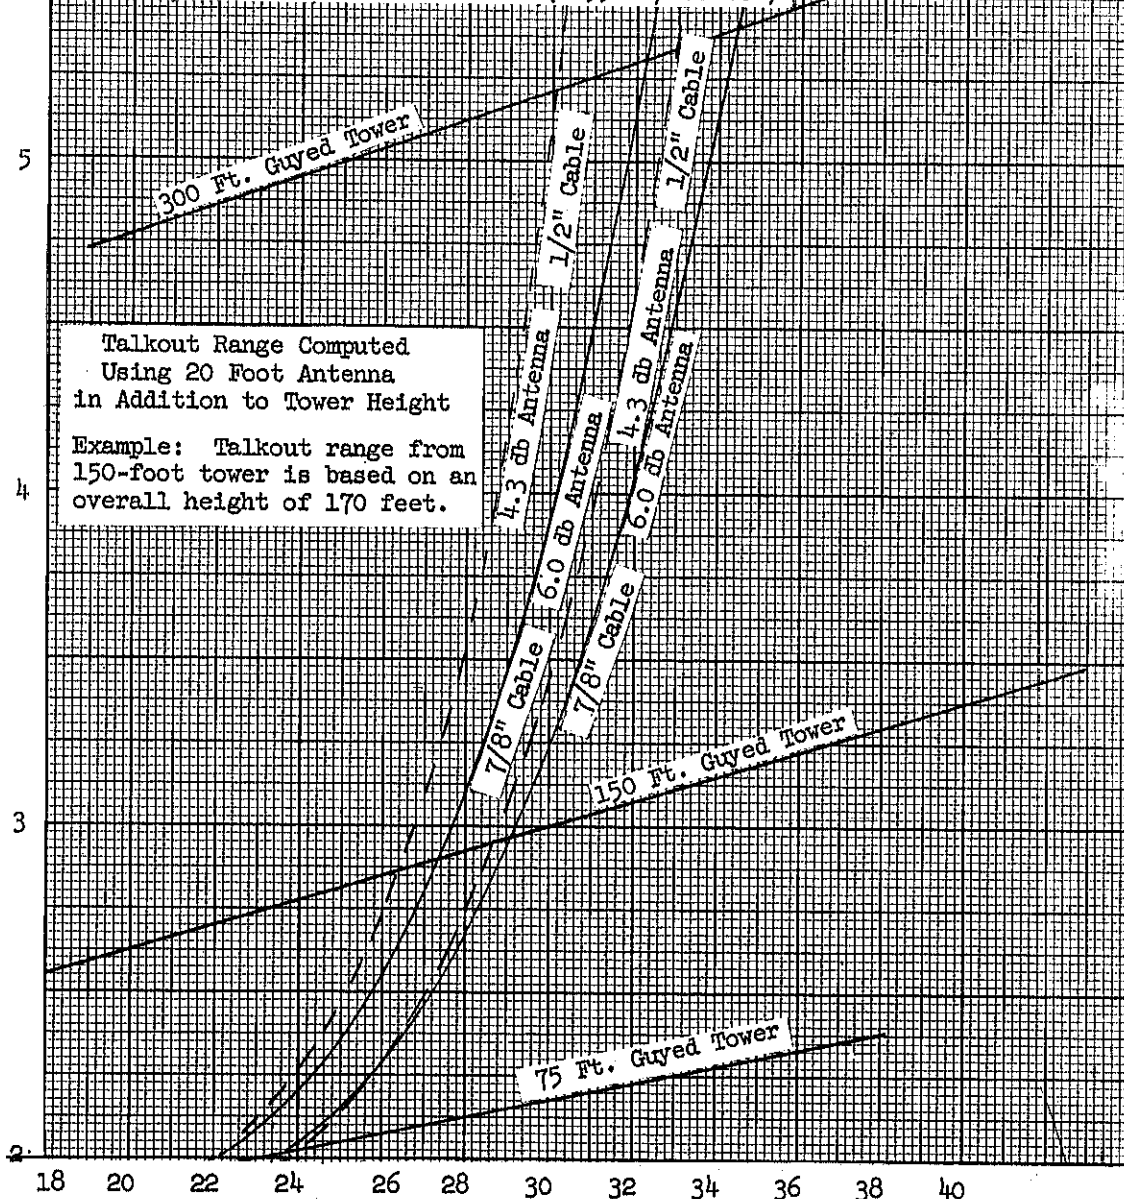 5
300 Ft. Guyed Tower
1/2" Cable
1/2" Cable
Talkout Range Computed
Using 20 Foot Antenna
in Addition to Tower Height
Example: Talkout range from
150-foot tower is based on an
overall height of 170 feet.
4.3 db Antenna
4.3 db Antenna
6.0 db Antenna
6.0 db Antenna
4
7/8" Cable
7/8" Cable
150 Ft. Guyed Tower
3
75 Ft. Guyed Tower
2
18 20 22 24 26 28 30 32 34 36 38 40